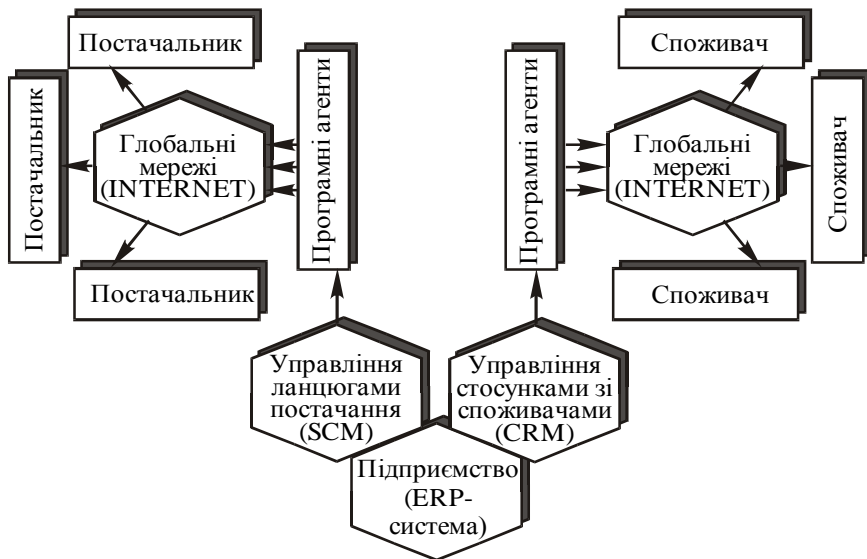 Постачальник
Постачальник
Глобальні
мережі
(INTERNET)
Постачальник
Програмні агенти
Програмні агенти
Споживач
Глобальні
мережі
(INTERNET)
Споживач
Споживач
Управління
ланцюгами
постачання
(SCM)
Управління
стосунками зі
споживачами
(CRM)
Підприємство
(ERP-
система)